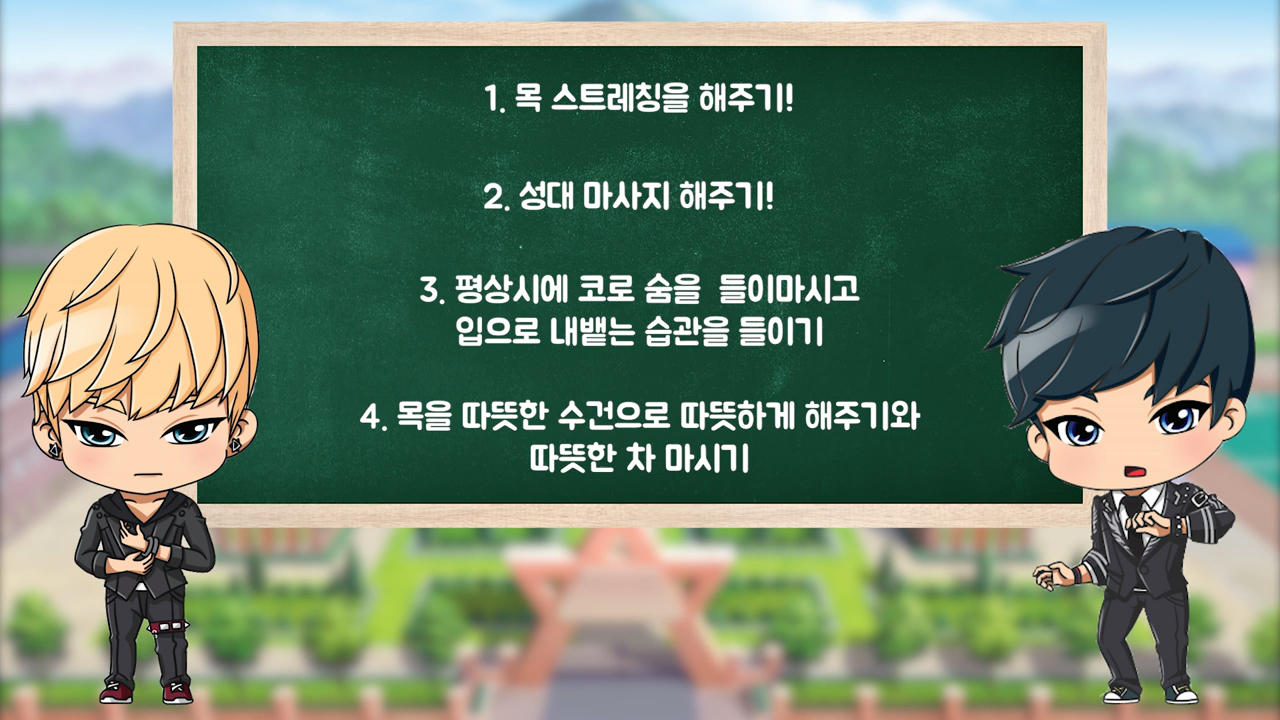 1. 목 스트레칭을 해주기!
2. 성대 마사지 해주기!
3. 평상시에 코로 숨을 들이마시고
입으로 내뱉는 습관을 들이기
4. 목을 따뜻한 수건으로 따뜻하게 해주기와
따뜻한 차 마시기